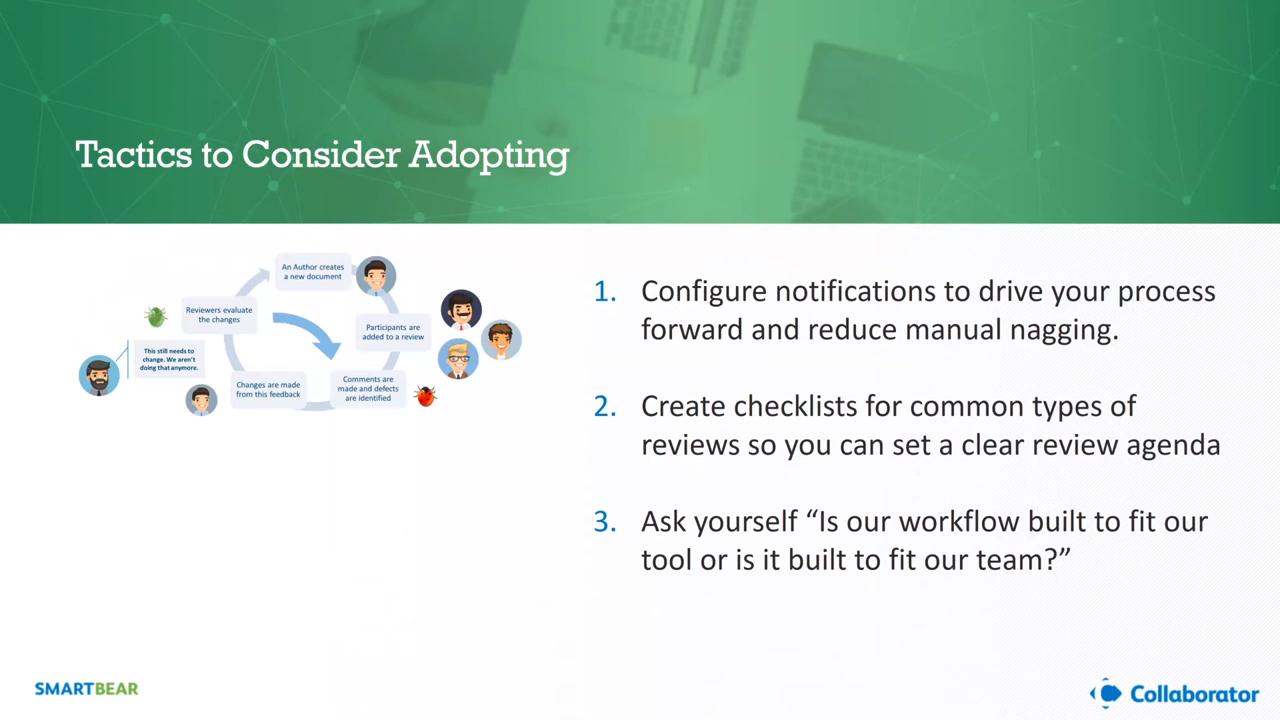 Tactics to Consider Adopting
An Author creates
a new document
Reviewers evaluate
the changes
Participants are
added to a review
This still needs to
change. We aren't
doing that anymore.
Changes are made
from this feedback
Comments are
made and defects
are identified
1. Configure notifications to drive your process
forward and reduce manual nagging.
2. Create checklists for common types of
reviews so you can set a clear review agenda
3. Ask yourself “Is our workflow built to fit our
tool or is it built to fit our team?”
SMARTBEAR
Collaborator